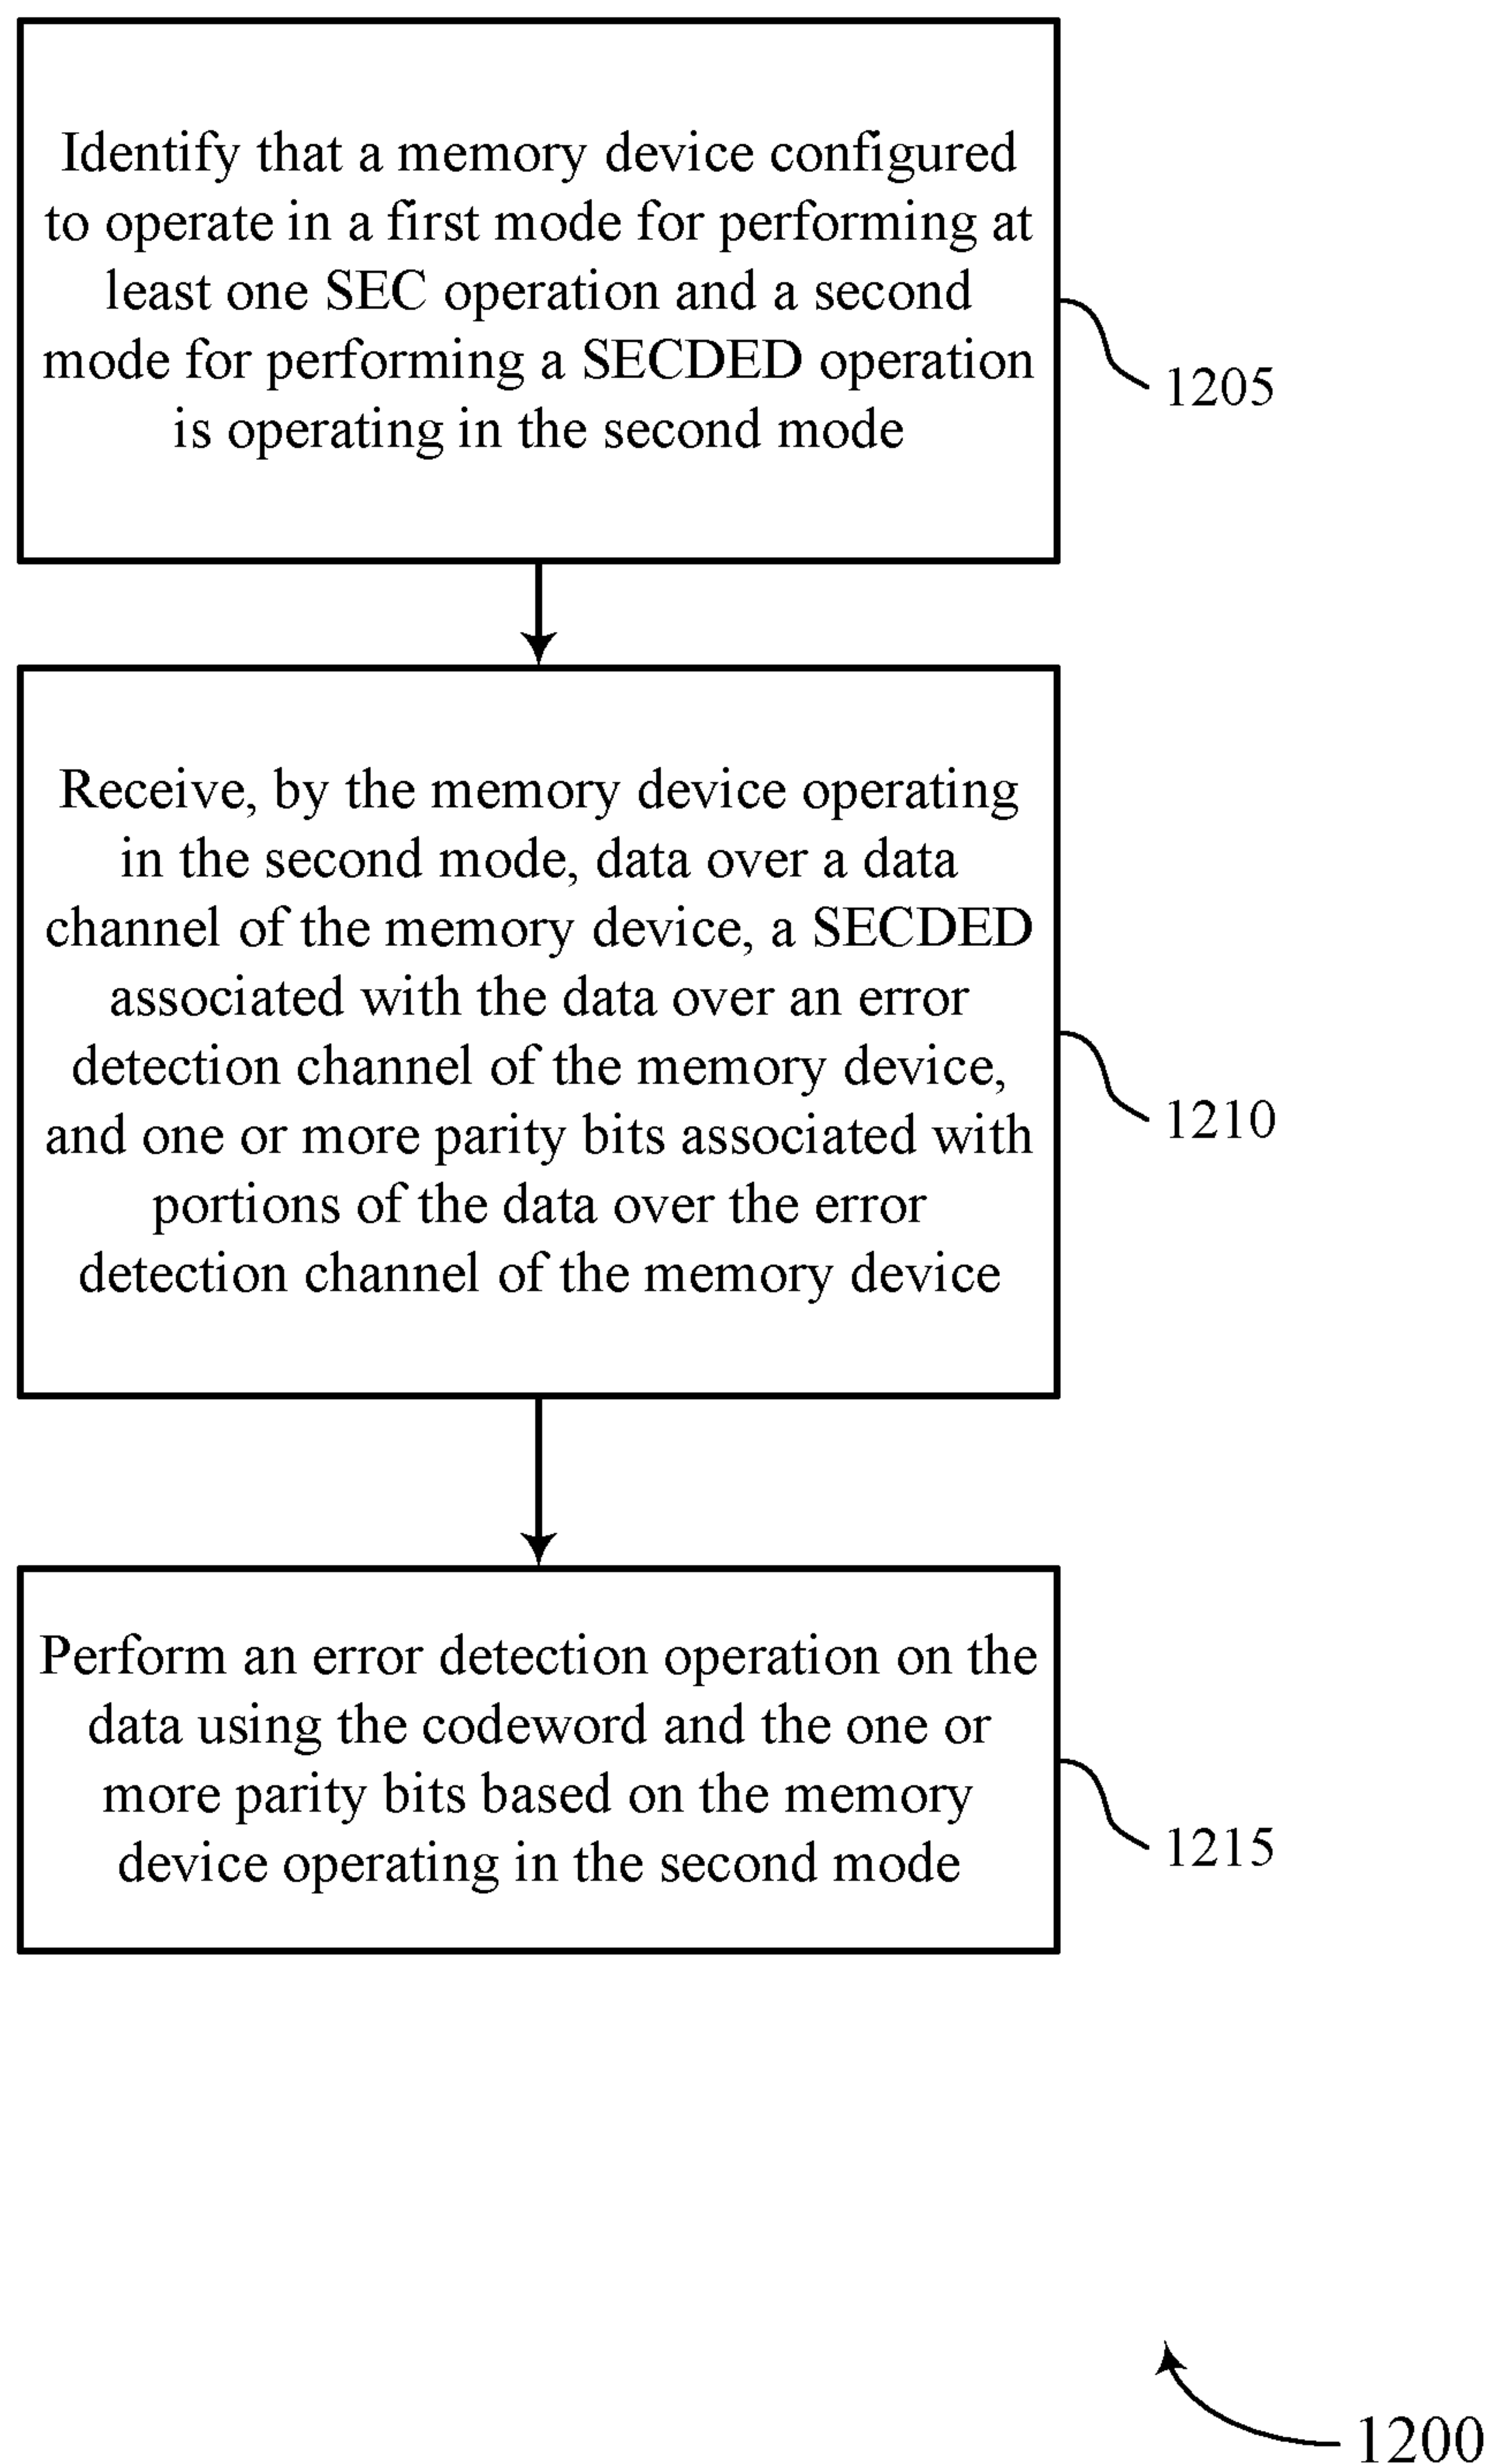 Identify that a memory device configured
to operate in a first mode for performing at
least one SEC operation and a second
mode for performing a SECDED operation
is operating in the second mode
1205
Receive, by the memory device operating
in the second mode, data over a data
channel of the memory device, a SECDED
associated with the data over an error
detection channel of the memory device,
and one or more parity bits associated with
portions of the data over the error
detection channel of the memory device
1210
Perform an error detection operation on the
data using the codeword and the one or
more parity bits based on the memory
device operating in the second mode
1215
1200